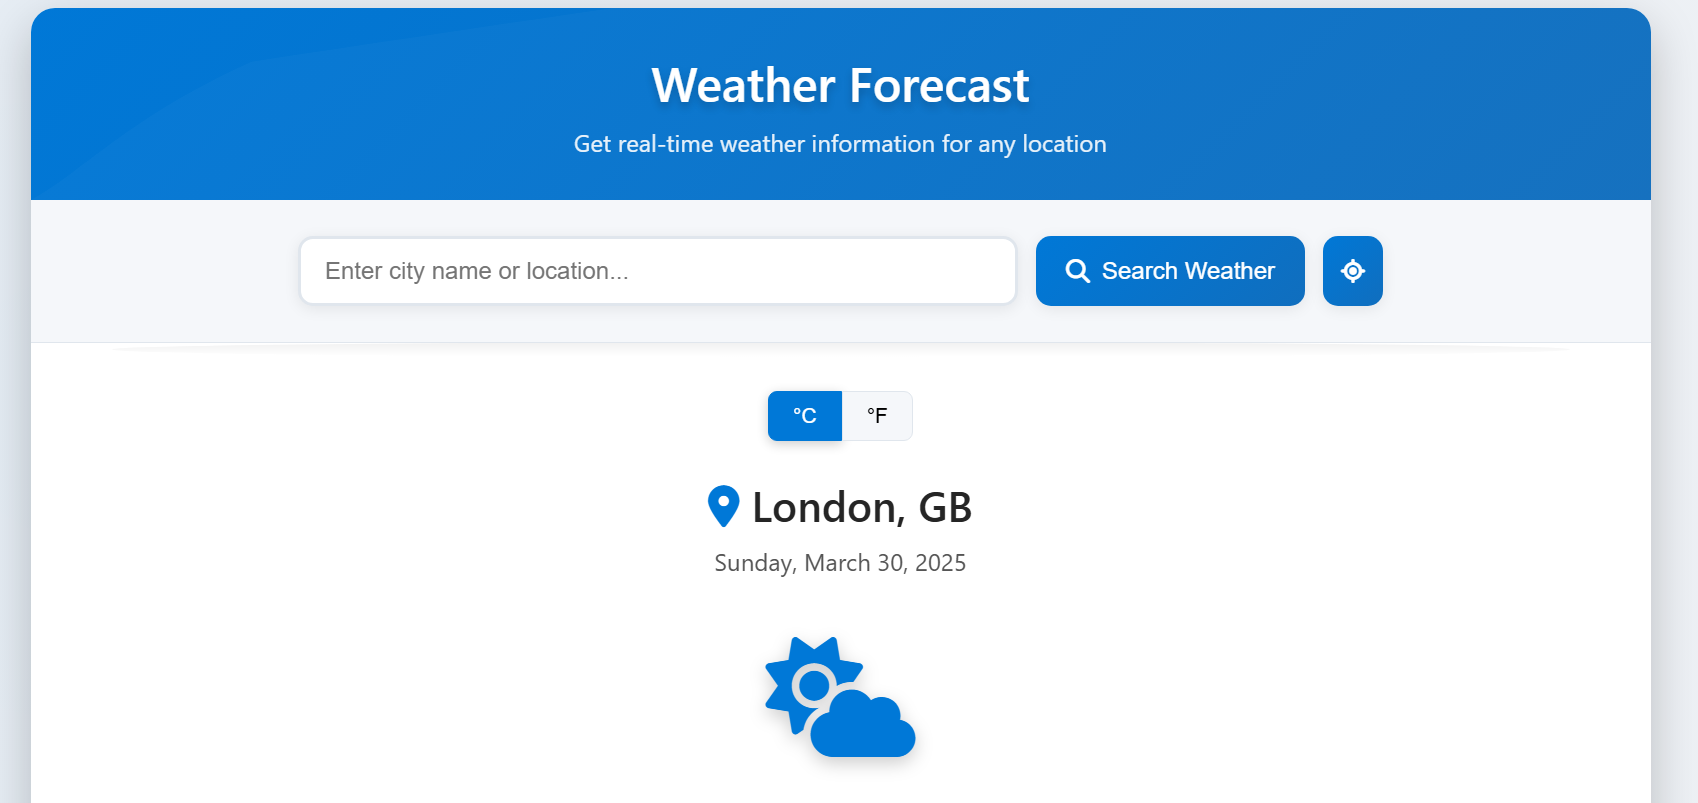 Weather Forecast
Get real-time weather information for any location
Enter city name or location...
Search Weather
°C °F
London, GB
Sunday, March 30, 2025